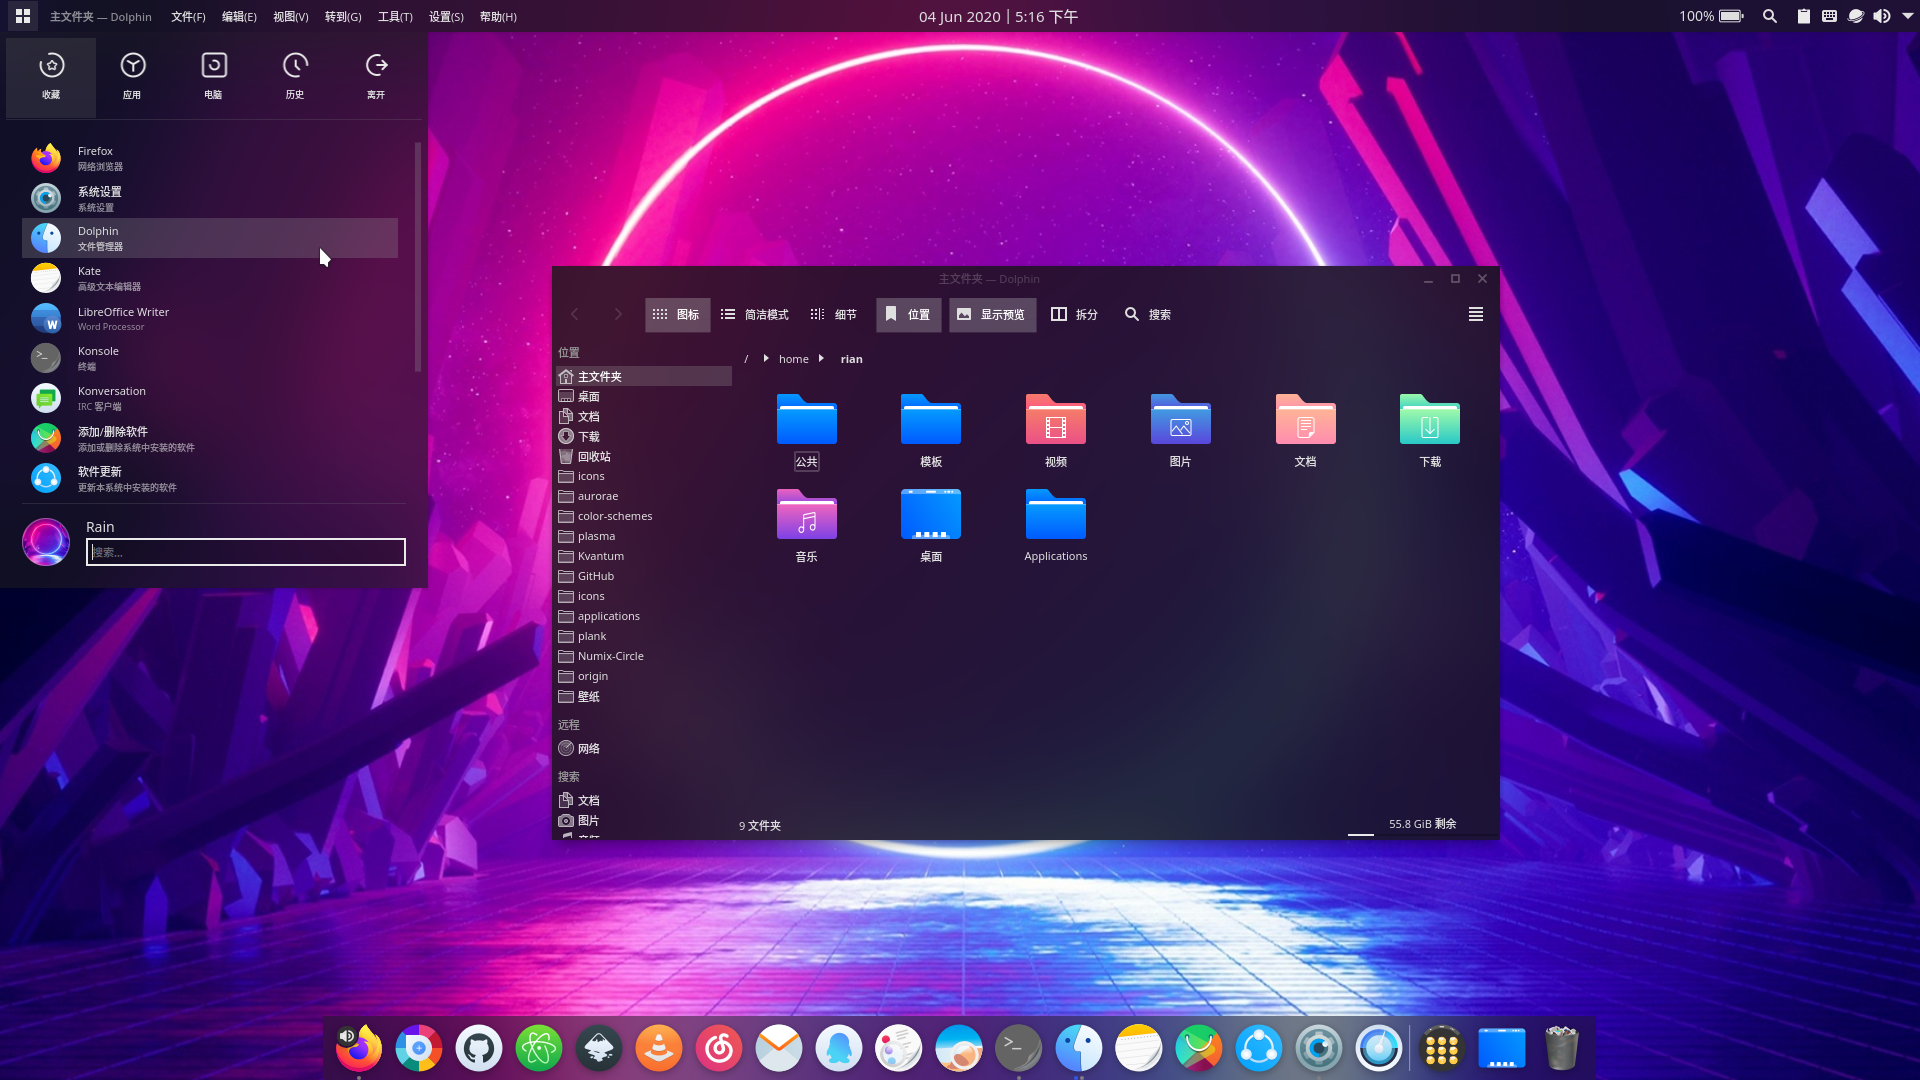 主文件夹 — Dolphin 文件(F) 编辑(E) 视图(V) 转到(G) 工具(T) 设置(S) 帮助(H) 04 Jun 2020 | 5:16 下午 100%
收藏 应用 电脑 历史 离开
Firefox
网络浏览器
系统设置
系统设置
Dolphin
文件管理器
Kate
高级文本编辑器
LibreOffice Writer
Word Processor
Konsole
终端
Konversation
IRC 客户端
添加/删除软件
添加或删除系统中安装的软件
软件更新
更新本系统中安装的软件
Rain
搜索...
主文件夹 — Dolphin
图标 简洁模式 细节 位置 显示预览 拆分 搜索
位置
主文件夹
桌面
文档
下载
回收站
icons
aurorae
color-schemes
plasma
Kvantum
GitHub
icons
applications
plank
Numix-Circle
origin
壁纸
远程
网络
搜索
文档
图片
/ home rian
公共 模板 视频 图片 文档 下载
音乐 桌面 Applications
9 文件夹 55.8 GiB 剩余